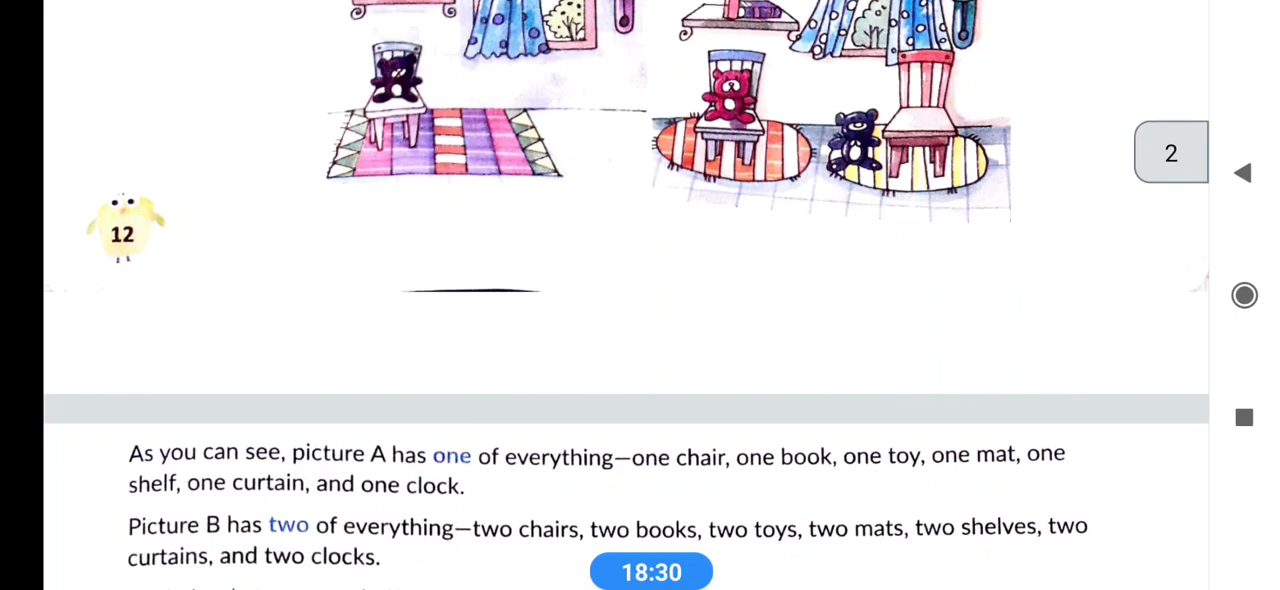 2
12
As you can see, picture A has one of everything—one chair, one book, one toy, one mat, one
shelf, one curtain, and one clock.
Picture B has two of everything—two chairs, two books, two toys, two mats, two shelves, two
curtains, and two clocks.
18:30